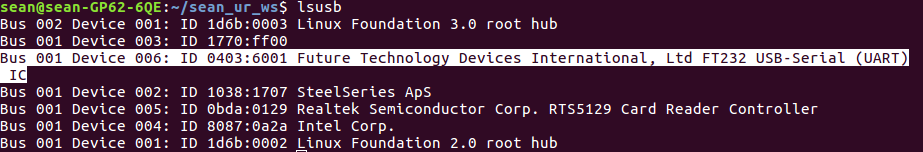 sean@sean-GP62-6QE:~/sean_ur_ws$ lsusb
Bus 002 Device 001: ID 1d6b:0003 Linux Foundation 3.0 root hub
Bus 001 Device 003: ID 1770:ff00
Bus 001 Device 006: ID 0403:6001 Future Technology Devices International, Ltd FT232 USB-Serial (UART)
 IC
Bus 001 Device 002: ID 1038:1707 SteelSeries ApS
Bus 001 Device 005: ID 0bda:0129 Realtek Semiconductor Corp. RTS5129 Card Reader Controller
Bus 001 Device 004: ID 8087:0a2a Intel Corp.
Bus 001 Device 001: ID 1d6b:0002 Linux Foundation 2.0 root hub